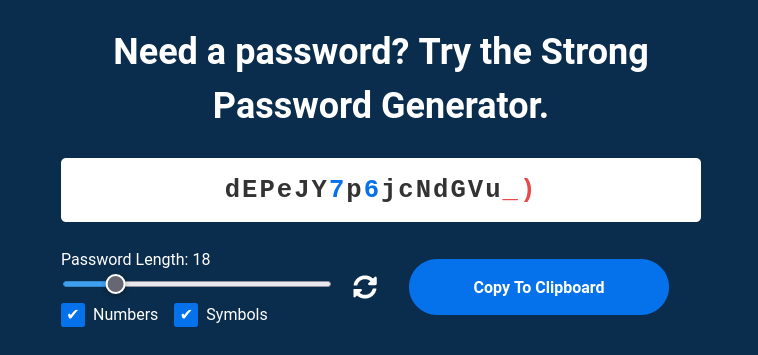 Need a password? Try the Strong
Password Generator.
dEPeJY7p6jcNdGVu_)
Password Length: 18
Copy To Clipboard
✔ Numbers ✔ Symbols